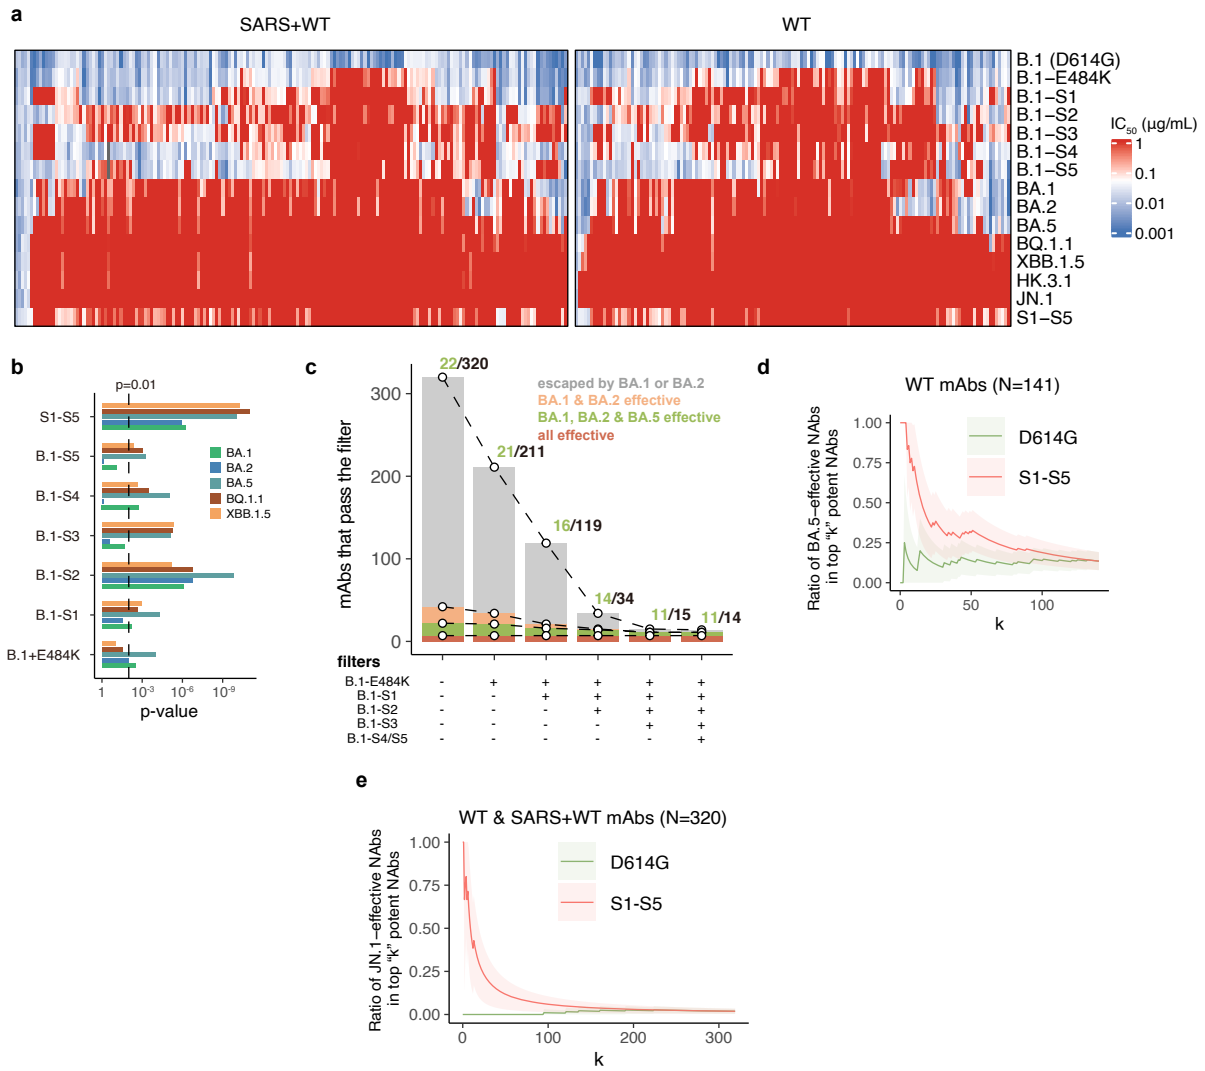 a
SARS+WT
WT
B.1 (D614G)
B.1−E484K
B.1−S1
B.1−S2
B.1−S3
B.1−S4
B.1−S5
BA.1
BA.2
BA.5
BQ.1.1
XBB.1.5
HK.3.1
JN.1
S1−S5
IC50 (μg/mL)
1
0.1
0.01
0.001
b
p=0.01
S1-S5
B.1-S5
B.1-S4
B.1-S3
B.1-S2
B.1-S1
B.1+E484K
BA.1
BA.2
BA.5
BQ.1.1
XBB.1.5
1 10-3 10-6 10-9
p-value
c
mAbs that pass the filter
300
200
100
0
22/320
21/211
16/119
14/34
11/15
11/14
escaped by BA.1 or BA.2
BA.1 & BA.2 effective
BA.1, BA.2 & BA.5 effective
all effective
filters
B.1-E484K - + + + + +
B.1-S1 - - + + + +
B.1-S2 - - - + + +
B.1-S3 - - - - + +
B.1-S4/S5 - - - - - +
d
WT mAbs (N=141)
Ratio of BA.5−effective NAbs
in top “k” potent NAbs
1.00
0.75
0.50
0.25
0.00
D614G
S1-S5
0 50 100
k
e
WT & SARS+WT mAbs (N=320)
Ratio of JN.1−effective NAbs
in top “k” potent NAbs
1.00
0.75
0.50
0.25
0.00
D614G
S1-S5
0 100 200 300
k